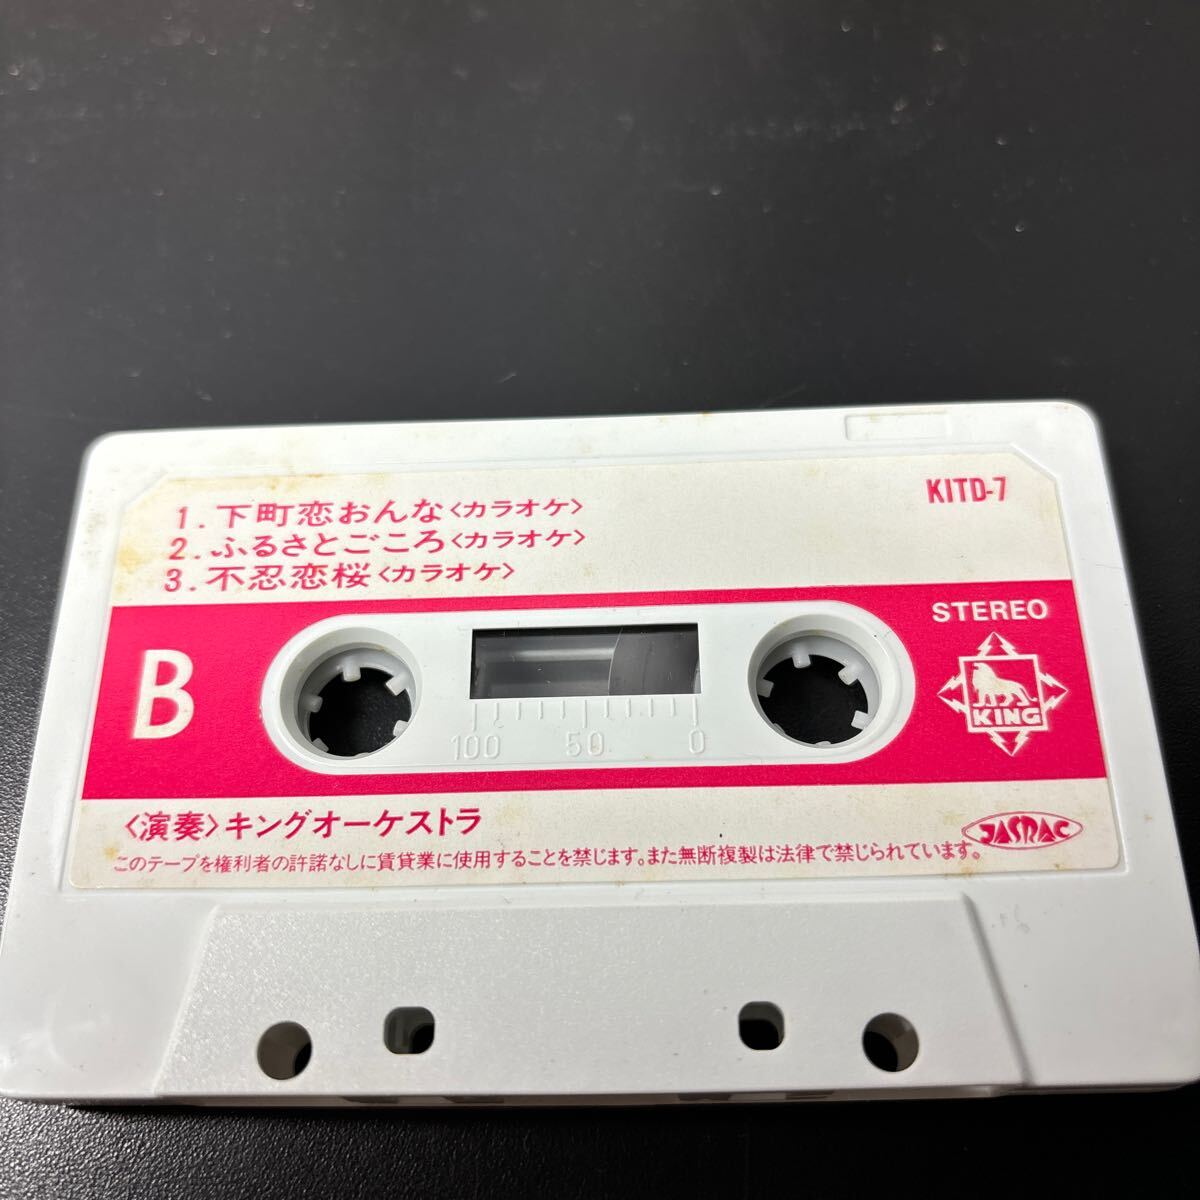 KITD-7
1.下町恋おんな<カラオケ>
2.ふるさとごころ<カラオケ>
3.不忍恋桜<カラオケ>
STEREO
B
KING
100 50 0
<演奏>キングオーケストラ
JASRAC
このテープを権利者の許諾なしに賃貸業に使用することを禁じます。また無断複製は法律で禁じられています。